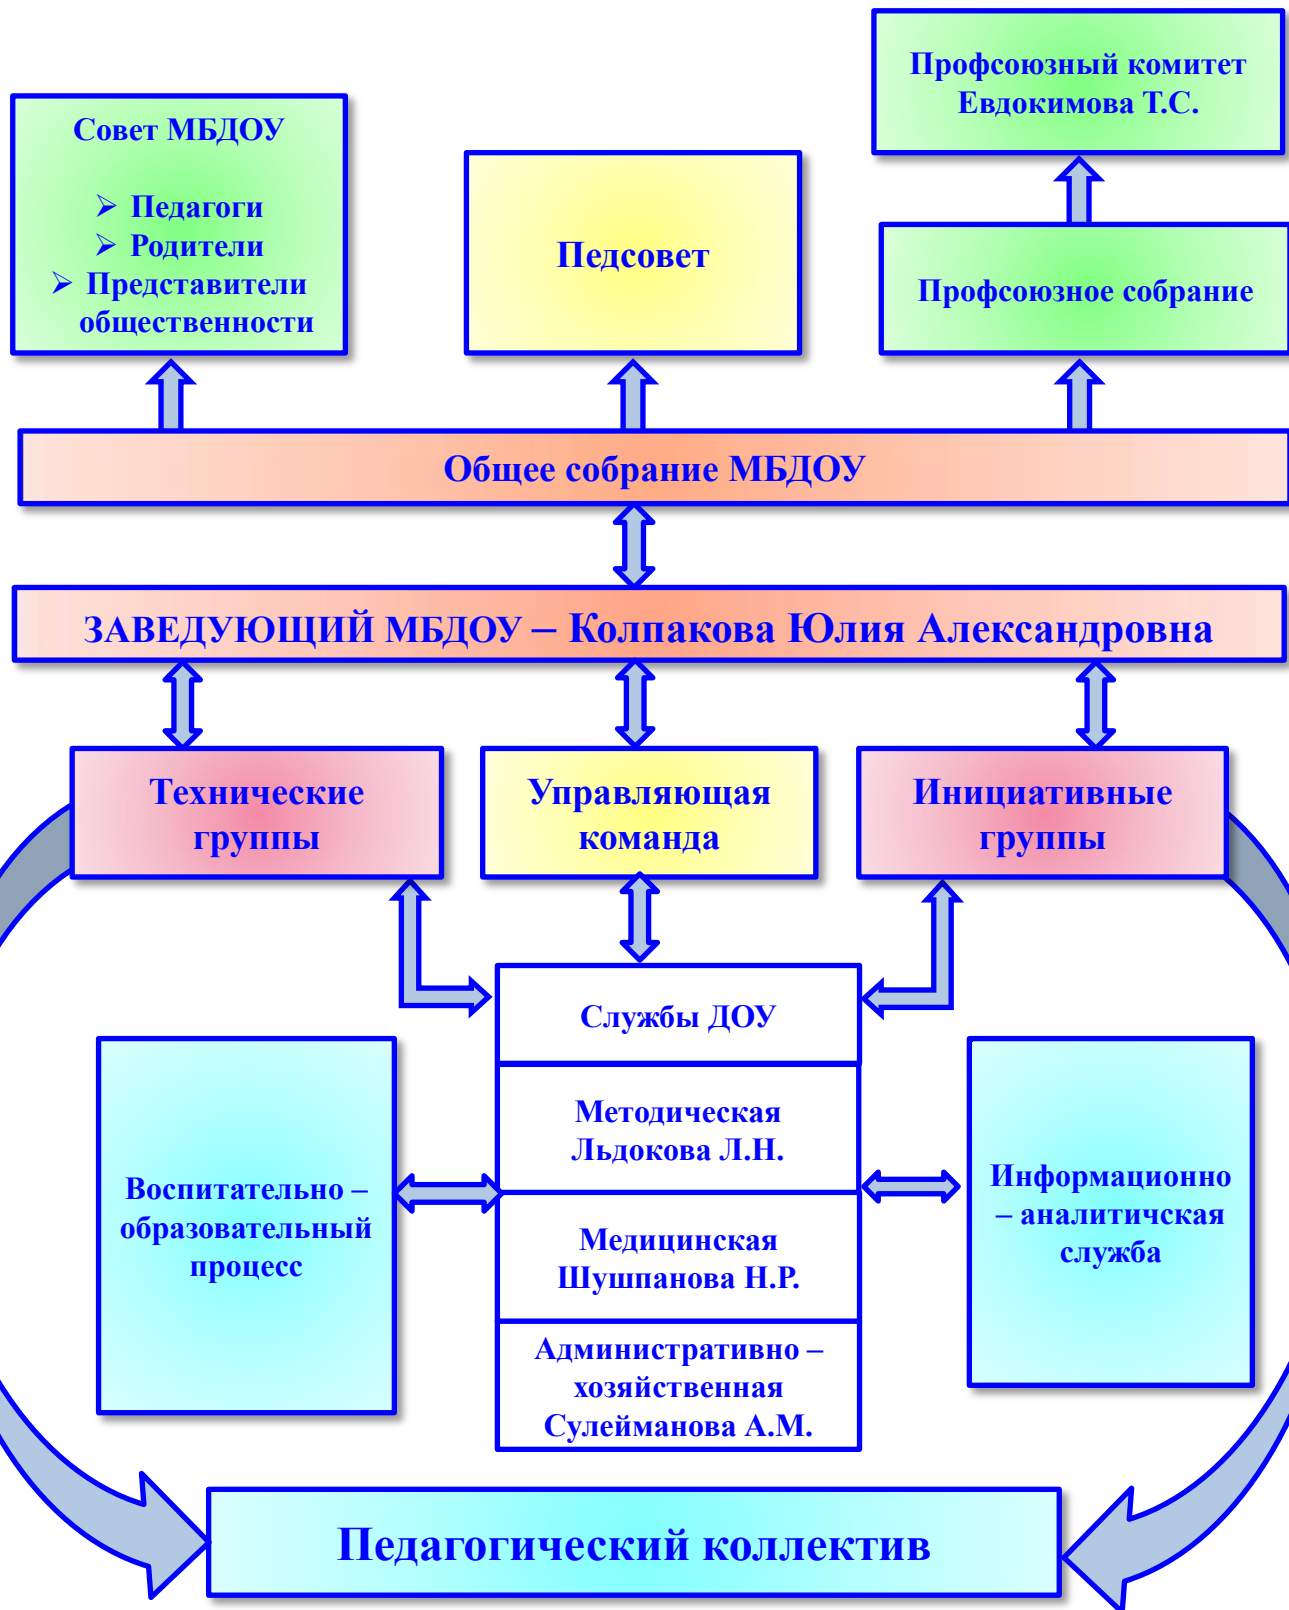 Профсоюзный комитет
Евдокимова Т.С.
Совет МБДОУ
➢ Педагоги
➢ Родители
➢ Представители
общественности
Педсовет
Профсоюзное собрание
Общее собрание МБДОУ
ЗАВЕДУЮЩИЙ МБДОУ – Колпакова Юлия Александровна
Технические
группы
Управляющая
команда
Инициативные
группы
Службы ДОУ
Методическая
Льдокова Л.Н.
Воспитательно –
образовательный
процесс
Информационно
– аналитичская
служба
Медицинская
Шушпанова Н.Р.
Административно –
хозяйственная
Сулейманова А.М.
Педагогический коллектив